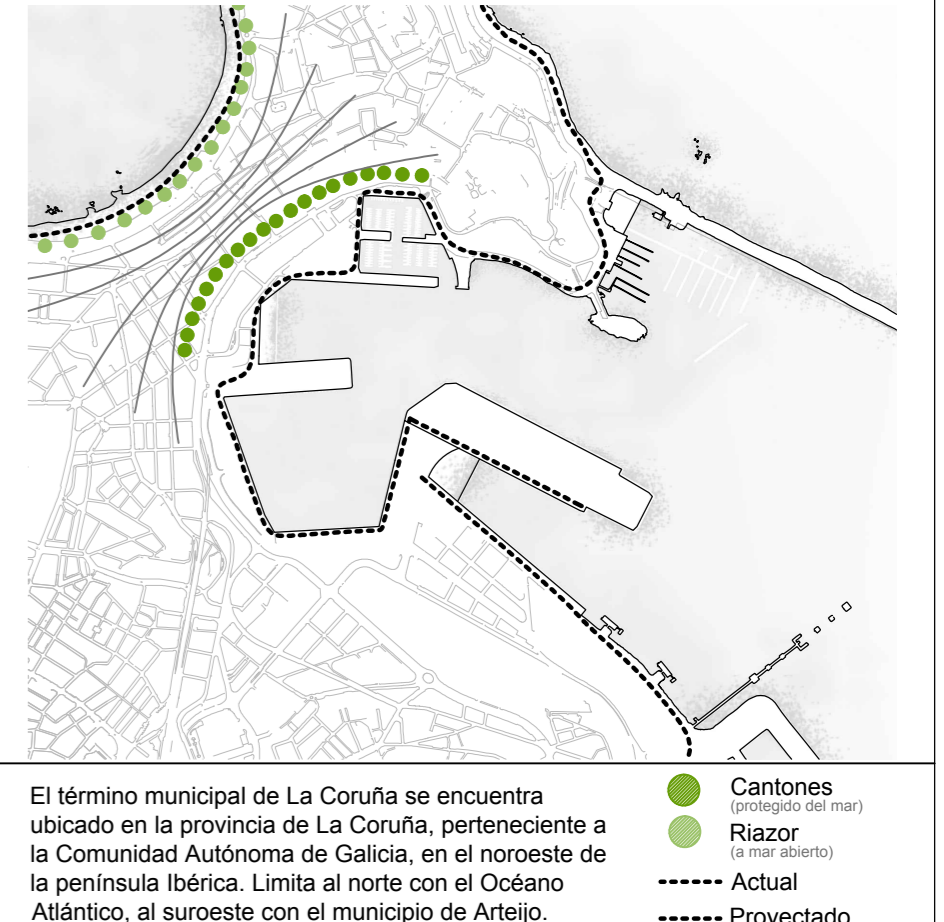 El término municipal de La Coruña se encuentra
ubicado en la provincia de La Coruña, perteneciente a
la Comunidad Autónoma de Galicia, en el noroeste de
la península Ibérica. Limita al norte con el Océano
Atlántico, al suroeste con el municipio de Arteijo.
Cantones
(protegido del mar)
Riazor
(a mar abierto)
Actual
Proyectado